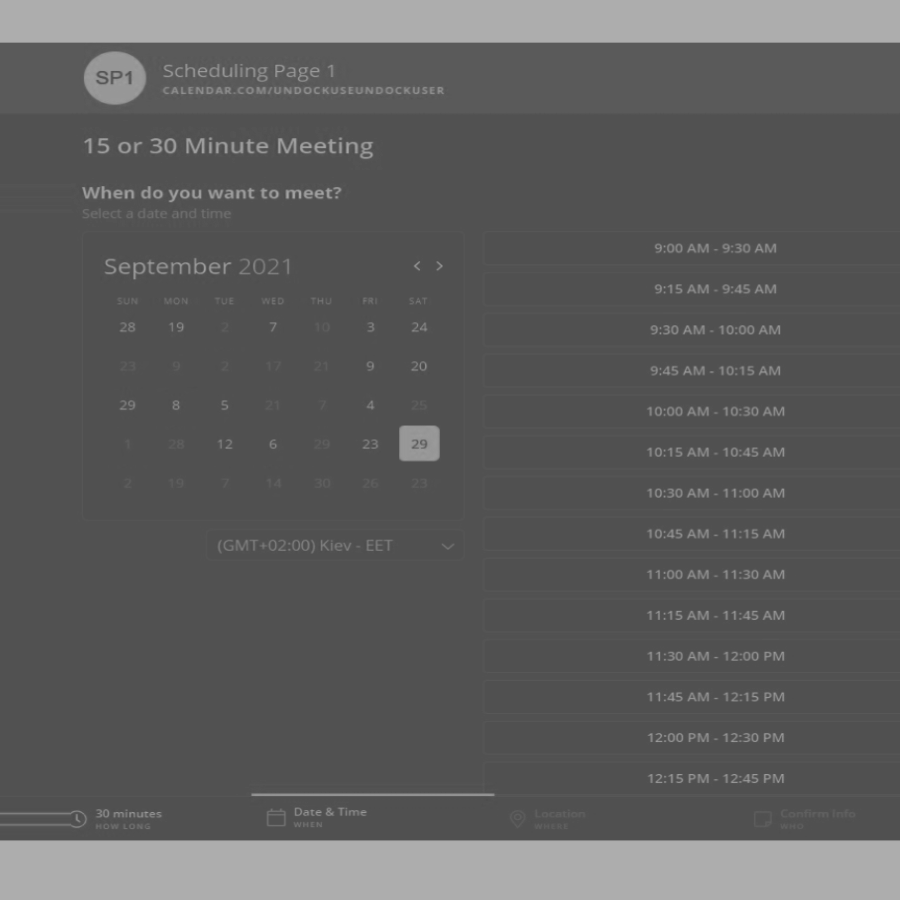 SP1
Scheduling Page 1
CALENDAR.COM/UNDOCKUSEUNDOCKUSER
15 or 30 Minute Meeting
When do you want to meet?
Select a date and time
September 2021
SUN MON TUE WED THU FRI SAT
28 19 2 7 10 3 24
23 9 2 17 21 9 20
29 8 5 21 7 4 25
1 28 12 6 29 23 29
2 19 7 14 30 26 23
(GMT+02:00) Kiev - EET
9:00 AM - 9:30 AM
9:15 AM - 9:45 AM
9:30 AM - 10:00 AM
9:45 AM - 10:15 AM
10:00 AM - 10:30 AM
10:15 AM - 10:45 AM
10:30 AM - 11:00 AM
10:45 AM - 11:15 AM
11:00 AM - 11:30 AM
11:15 AM - 11:45 AM
11:30 AM - 12:00 PM
11:45 AM - 12:15 PM
12:00 PM - 12:30 PM
12:15 PM - 12:45 PM
30 minutes
HOW LONG
Date & Time
WHEN
Location
WHERE
Confirm Info
WHO